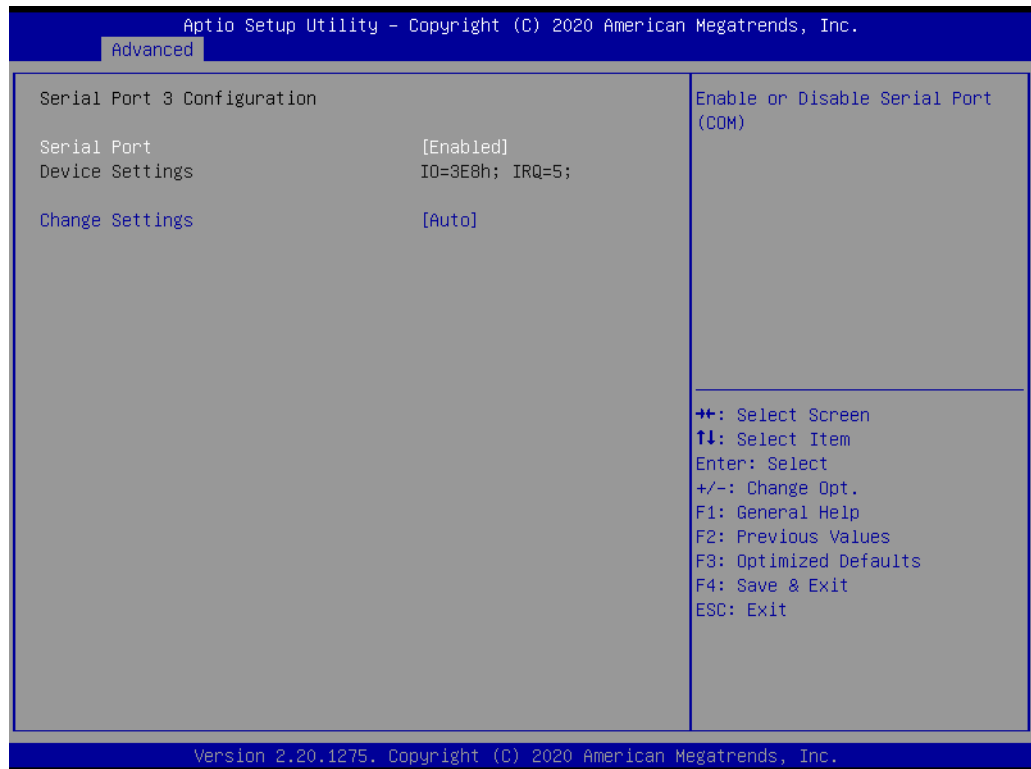 Aptio Setup Utility – Copyright (C) 2020 American Megatrends, Inc.
Advanced
Serial Port 3 Configuration
Serial Port [Enabled]
Device Settings IO=3E8h; IRQ=5;
Change Settings [Auto]
Enable or Disable Serial Port
(COM)
→←: Select Screen
↑↓: Select Item
Enter: Select
+/-: Change Opt.
F1: General Help
F2: Previous Values
F3: Optimized Defaults
F4: Save & Exit
ESC: Exit
Version 2.20.1275. Copyright (C) 2020 American Megatrends, Inc.